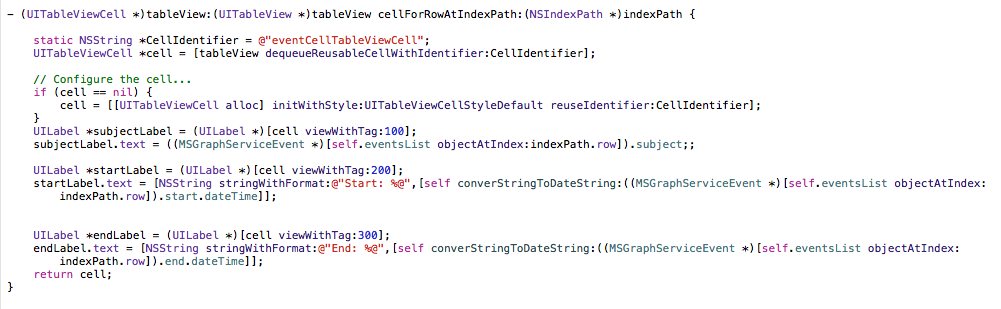 - (UITableViewCell *)tableView:(UITableView *)tableView cellForRowAtIndexPath:(NSIndexPath *)indexPath {
static NSString *CellIdentifier = @"eventCellTableViewCell";
UITableViewCell *cell = [tableView dequeueReusableCellWithIdentifier:CellIdentifier];
// Configure the cell...
if (cell == nil) {
cell = [[UITableViewCell alloc] initWithStyle:UITableViewCellStyleDefault reuseIdentifier:CellIdentifier];
}
UILabel *subjectLabel = (UILabel *)[cell viewWithTag:100];
subjectLabel.text = ((MSGraphServiceEvent *)[self.eventsList objectAtIndex:indexPath.row]).subject;;
UILabel *startLabel = (UILabel *)[cell viewWithTag:200];
startLabel.text = [NSString stringWithFormat:@"Start: %@",[self converStringToDateString:((MSGraphServiceEvent *)[self.eventsList objectAtIndex:
indexPath.row]).start.dateTime]];
UILabel *endLabel = (UILabel *)[cell viewWithTag:300];
endLabel.text = [NSString stringWithFormat:@"End: %@",[self converStringToDateString:((MSGraphServiceEvent *)[self.eventsList objectAtIndex:
indexPath.row]).end.dateTime]];
return cell;
}